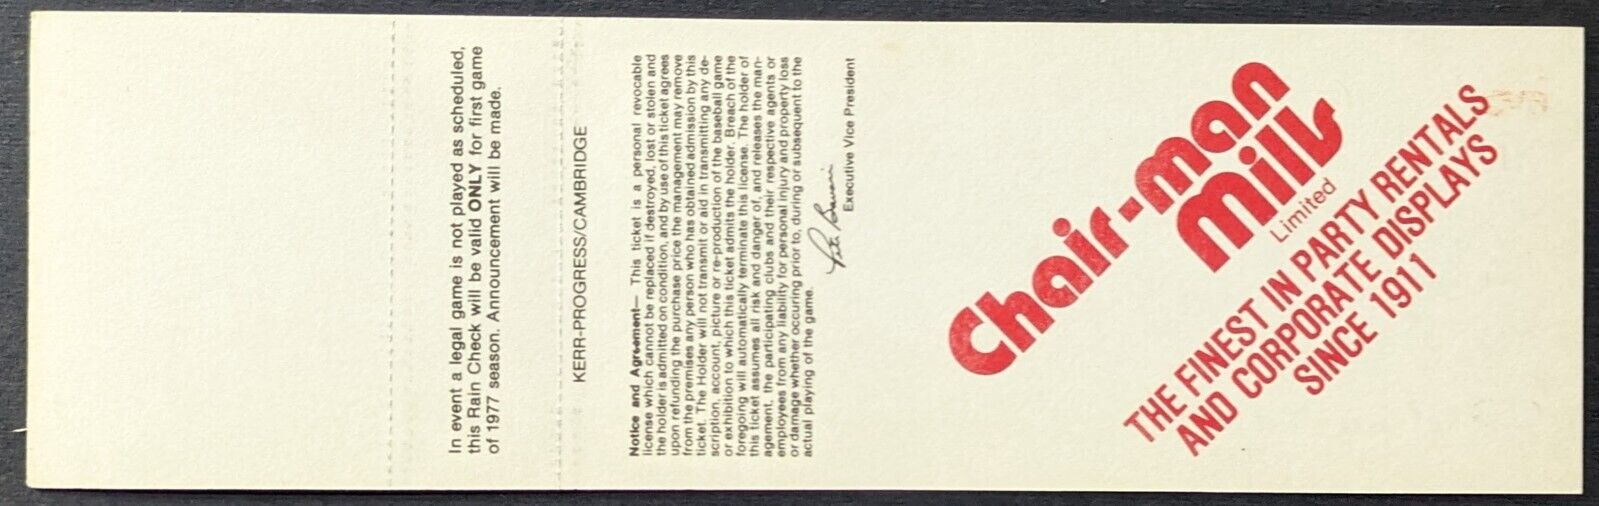 In event a legal game is not played as scheduled,
this Rain Check will be valid ONLY for first game
of 1977 season. Announcement will be made.
KERR-PROGRESS/CAMBRIDGE
Notice and Agreement— This ticket is a personal revocable
license which cannot be replaced if destroyed, lost or stolen and
the holder is admitted on condition, and by use of this ticket agrees
upon refunding the purchase price the management may remove
from the premises any person who has obtained admission by this
ticket. The Holder will not transmit or aid in transmitting any de-
scription, account, picture or re-production of the baseball game
or exhibition to which this ticket admits the holder. Breach of the
foregoing will automatically terminate this license. The holder of
this ticket assumes all risk and danger of, and releases the man-
agement, the participating clubs and their respective agents or
employees from any liability for personal injury and property loss
or damage whether occuring prior to, during or subsequent to the
actual playing of the game.
Executive Vice President
Chair-man
Mills
Limited
THE FINEST IN PARTY RENTALS
AND CORPORATE DISPLAYS
SINCE 1911